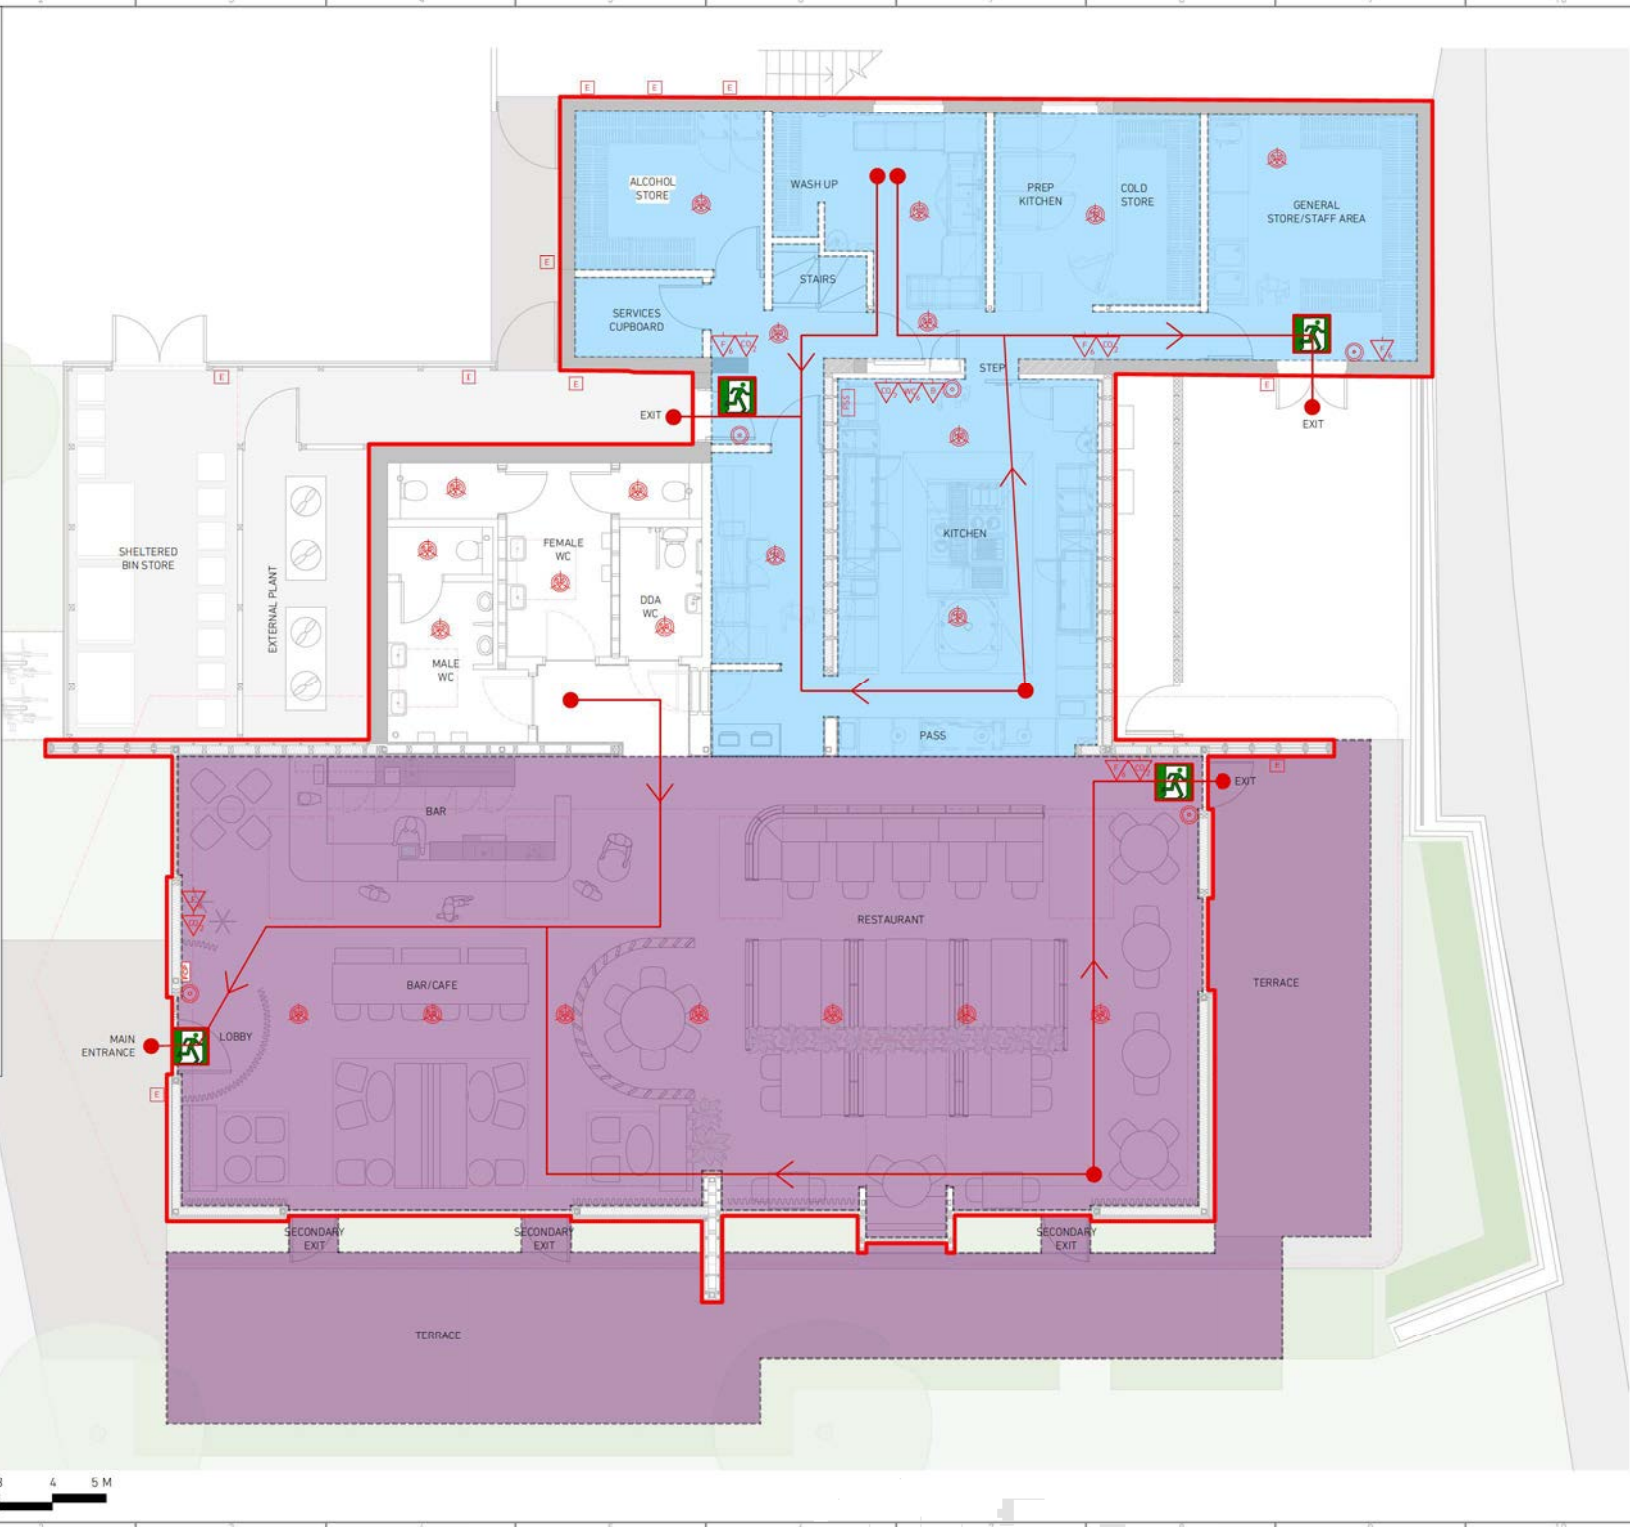 E
E
E
ALCOHOL
STORE
WASH UP
PREP
KITCHEN
COLD
STORE
GENERAL
STORE/STAFF AREA
E
STAIRS
SERVICES
CUPBOARD
STEP
E
E
E
E
EXIT
EXIT
SHELTERED
BIN STORE
EXTERNAL PLANT
FEMALE
WC
DDA
WC
MALE
WC
KITCHEN
PASS
EXIT
E
BAR
RESTAURANT
BAR/CAFE
TERRACE
FCP
LOBBY
MAIN
ENTRANCE
E
SECONDARY
EXIT
SECONDARY
EXIT
SECONDARY
EXIT
TERRACE
4
5 M